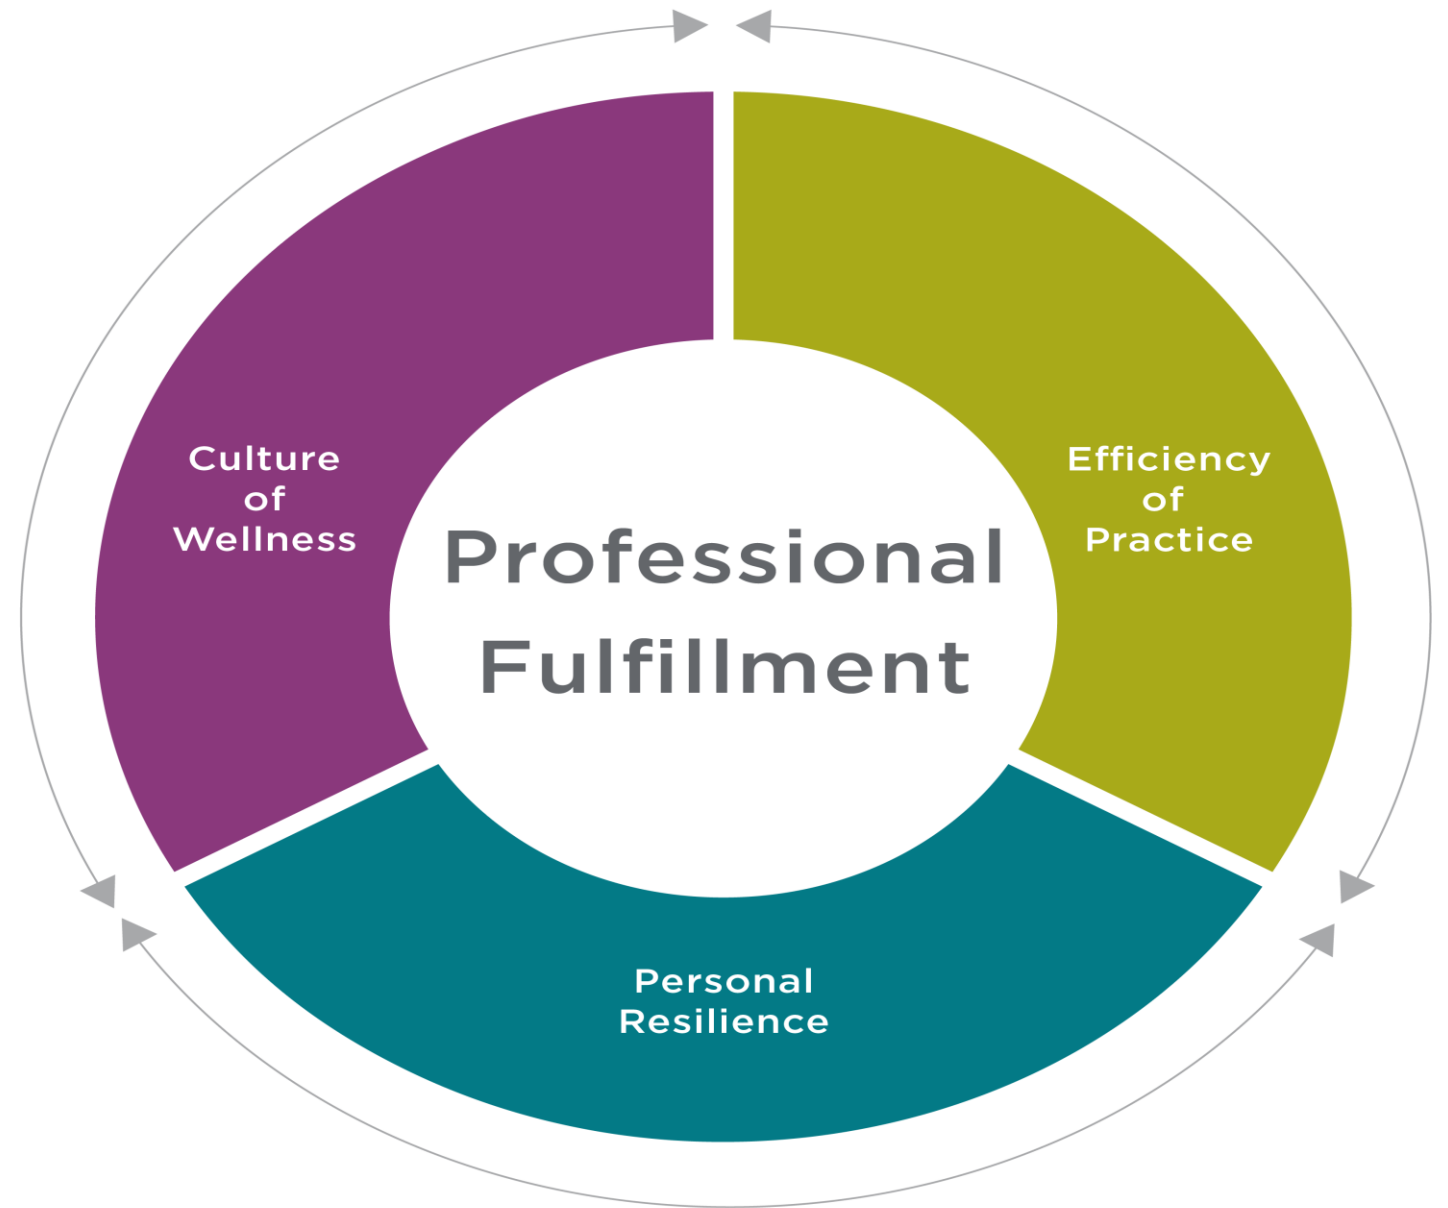 Culture
of
Wellness
Efficiency
of
Practice
Professional
Fulfillment
Personal
Resilience